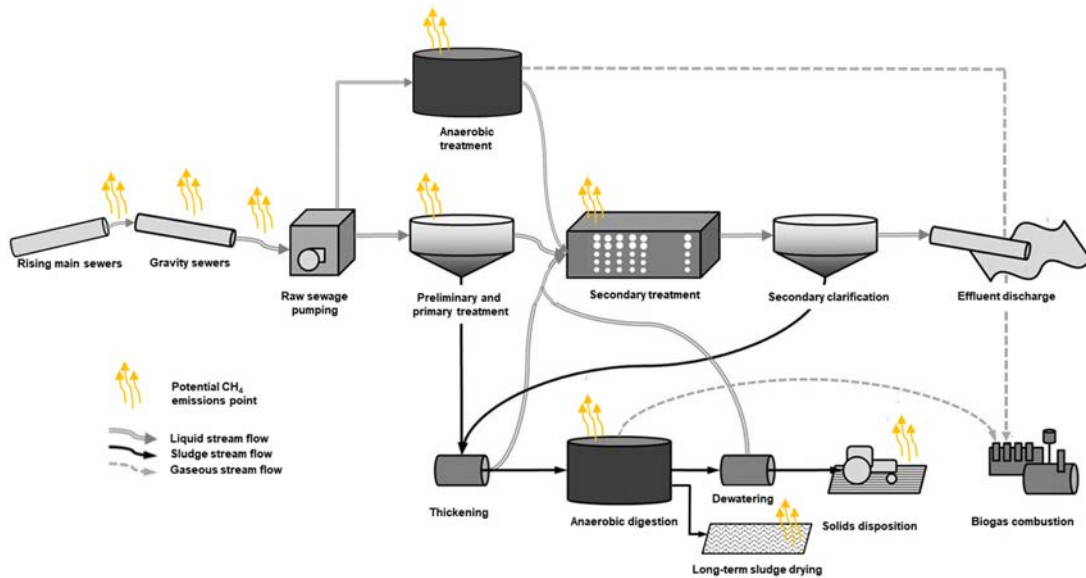 Anaerobic
treatment
Rising main sewers
Gravity sewers
Raw sewage
pumping
Preliminary and
primary treatment
Secondary treatment
Secondary clarification
Effluent discharge
Potential CH₄
emissions point
Liquid stream flow
Sludge stream flow
Gaseous stream flow
Thickening
Anaerobic digestion
Dewatering
Solids disposition
Biogas combustion
Long-term sludge drying